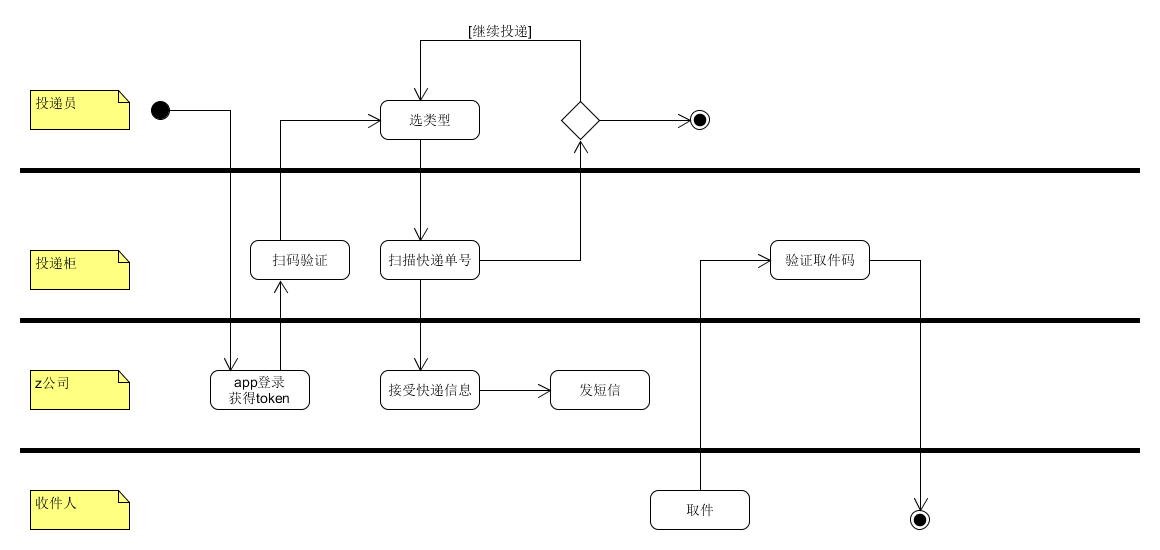 [继续投递]
投递员
选类型
投递柜
扫码验证
扫描快递单号
验证取件码
z公司
app登录
获得token
接受快递信息
发短信
收件人
取件